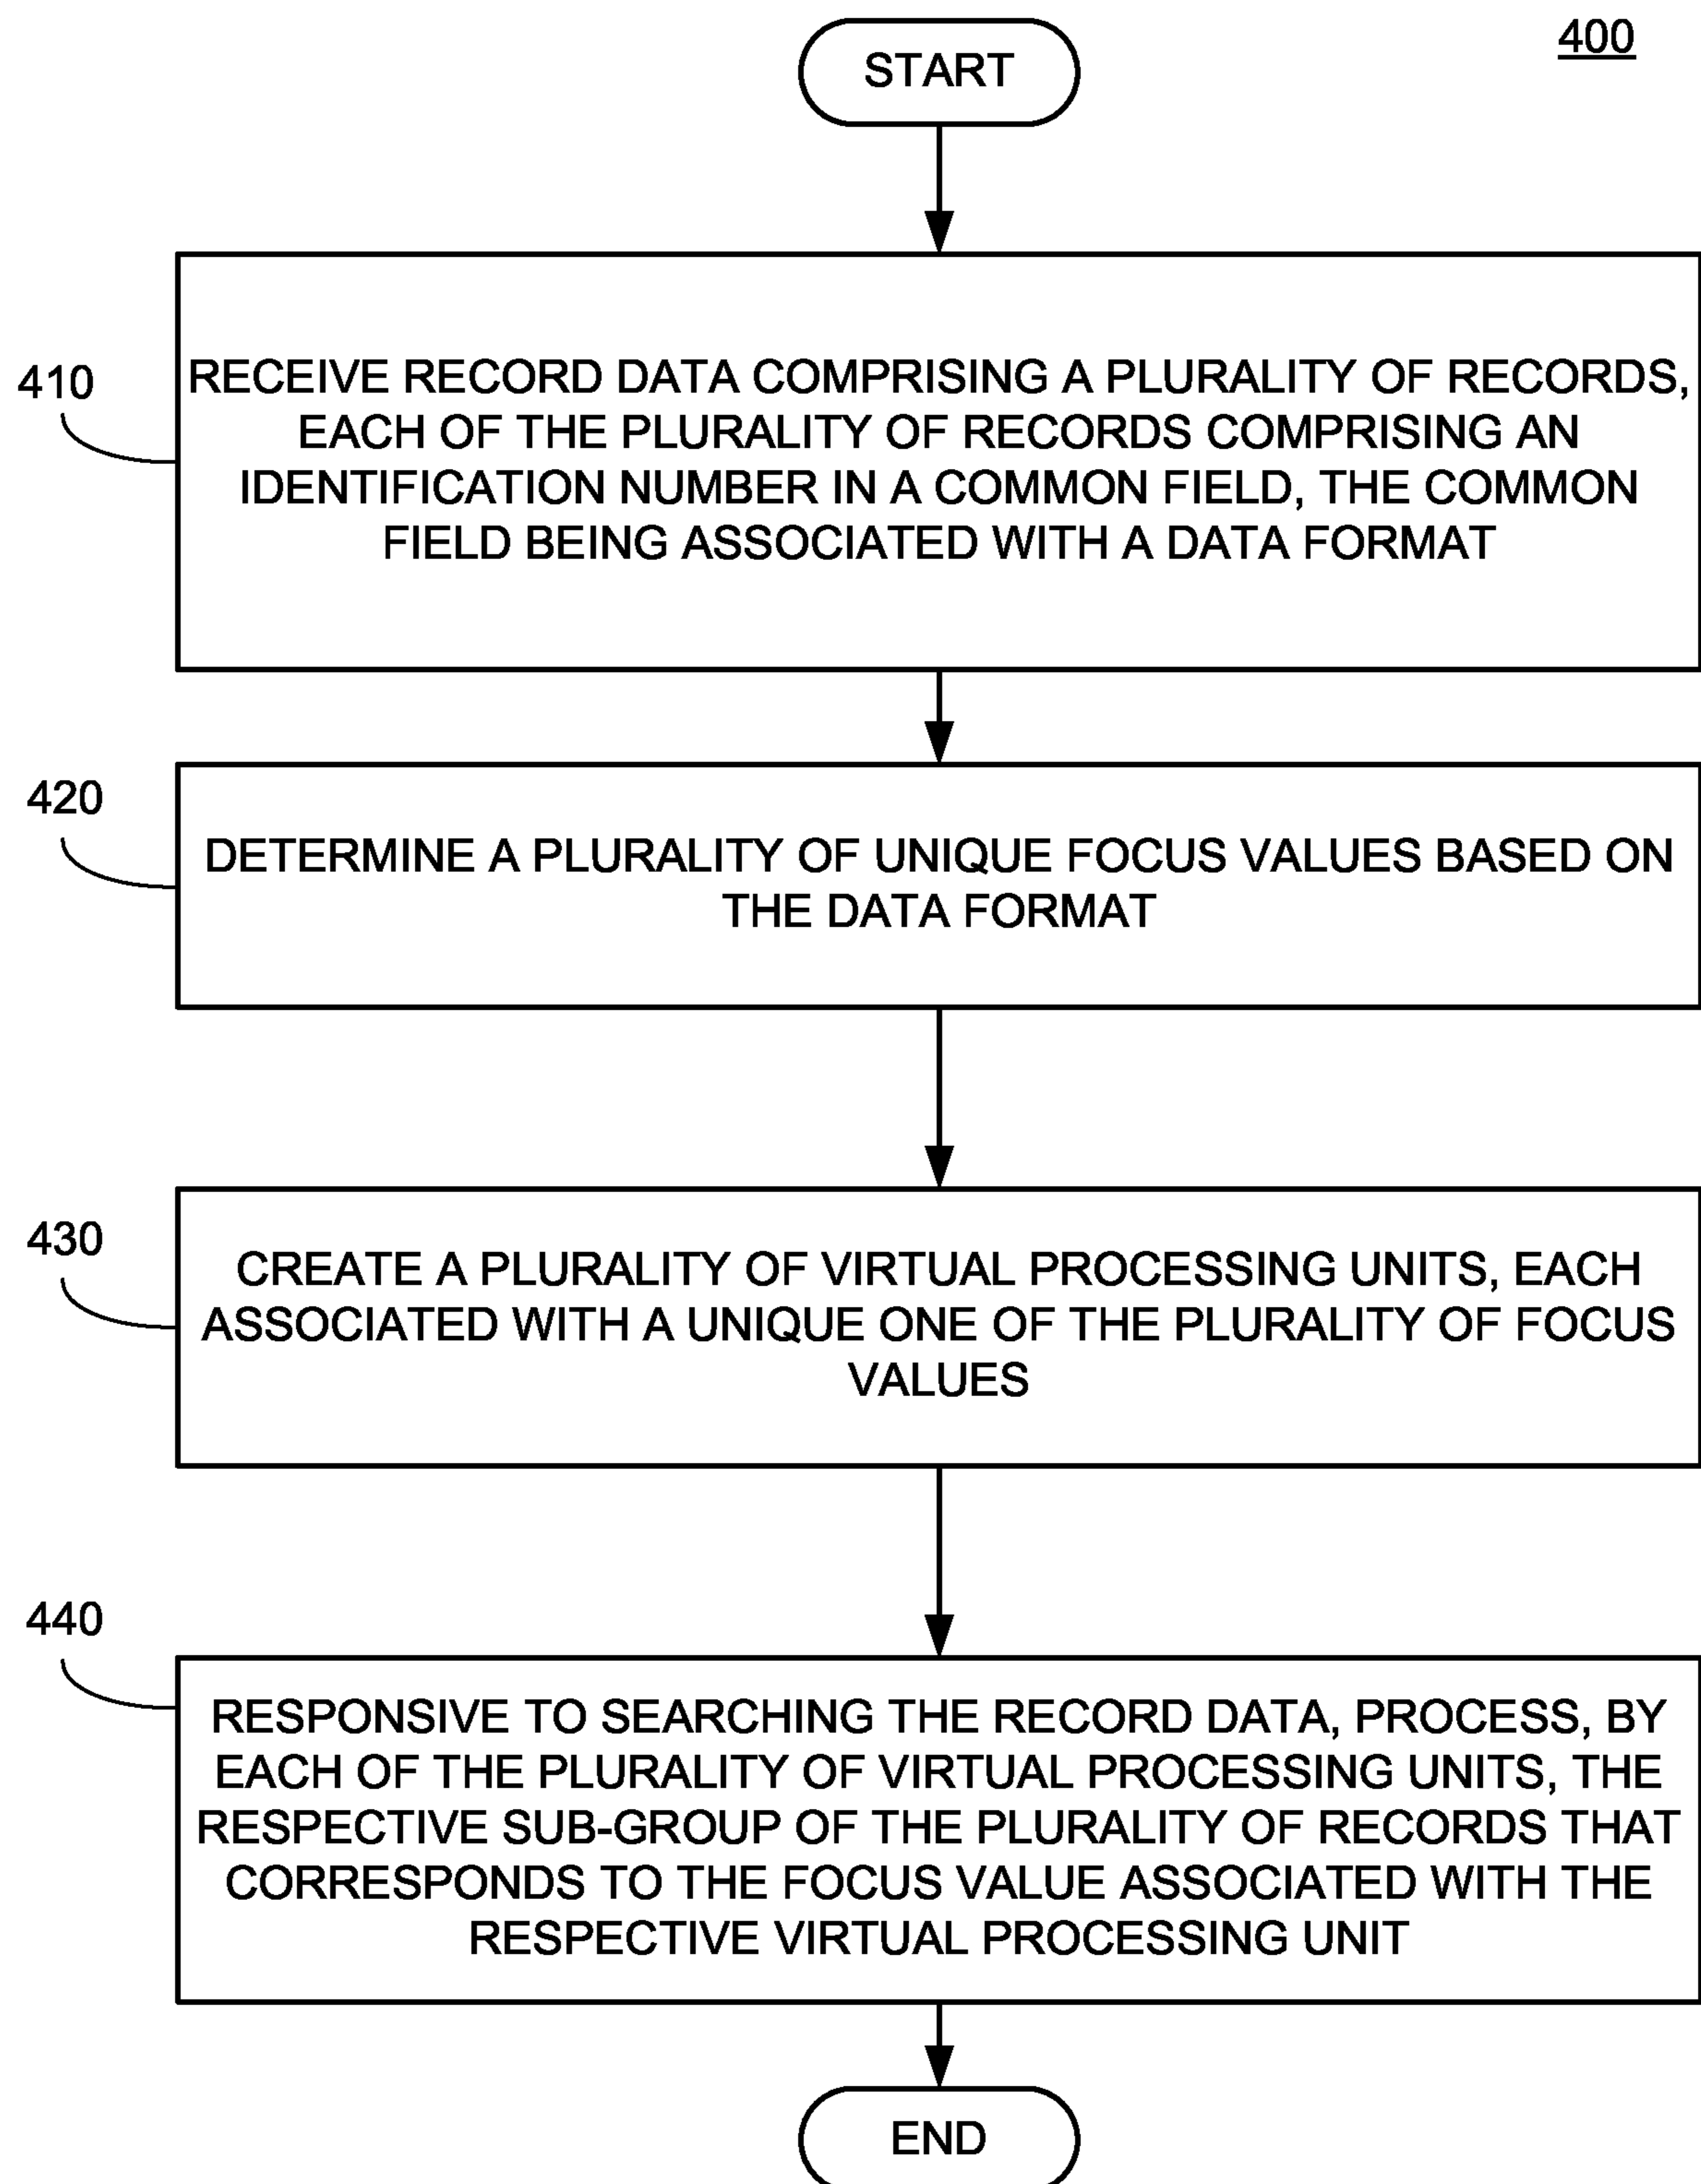 400
START
410
RECEIVE RECORD DATA COMPRISING A PLURALITY OF RECORDS,
EACH OF THE PLURALITY OF RECORDS COMPRISING AN
IDENTIFICATION NUMBER IN A COMMON FIELD, THE COMMON
FIELD BEING ASSOCIATED WITH A DATA FORMAT
420
DETERMINE A PLURALITY OF UNIQUE FOCUS VALUES BASED ON
THE DATA FORMAT
430
CREATE A PLURALITY OF VIRTUAL PROCESSING UNITS, EACH
ASSOCIATED WITH A UNIQUE ONE OF THE PLURALITY OF FOCUS
VALUES
440
RESPONSIVE TO SEARCHING THE RECORD DATA, PROCESS, BY
EACH OF THE PLURALITY OF VIRTUAL PROCESSING UNITS, THE
RESPECTIVE SUB-GROUP OF THE PLURALITY OF RECORDS THAT
CORRESPONDS TO THE FOCUS VALUE ASSOCIATED WITH THE
RESPECTIVE VIRTUAL PROCESSING UNIT
END